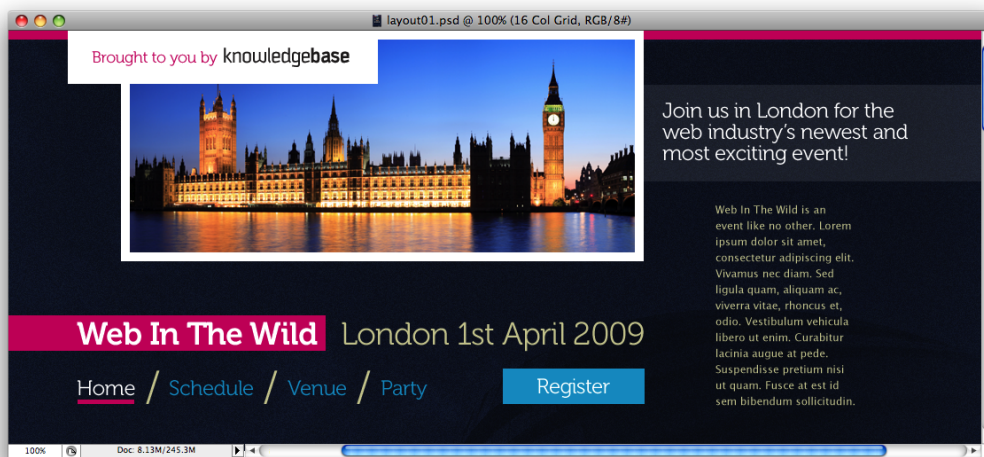 layout01.psd @ 100% (16 Col Grid, RGB/8#)
Brought to you by knowledgebase
Join us in London for the
web industry's newest and
most exciting event!
Web In The Wild is an
event like no other. Lorem
ipsum dolor sit amet,
consectetur adipiscing elit.
Vivamus nec diam. Sed
ligula quam, aliquam ac,
viverra vitae, rhoncus et,
odio. Vestibulum vehicula
libero ut enim. Curabitur
lacinia augue at pede.
Suspendisse pretium nisi
ut quam. Fusce at est id
sem bibendum sollicitudin.
Web In The Wild London 1st April 2009
Home / Schedule / Venue / Party
Register
100% Doc: 8.13M/245.3M